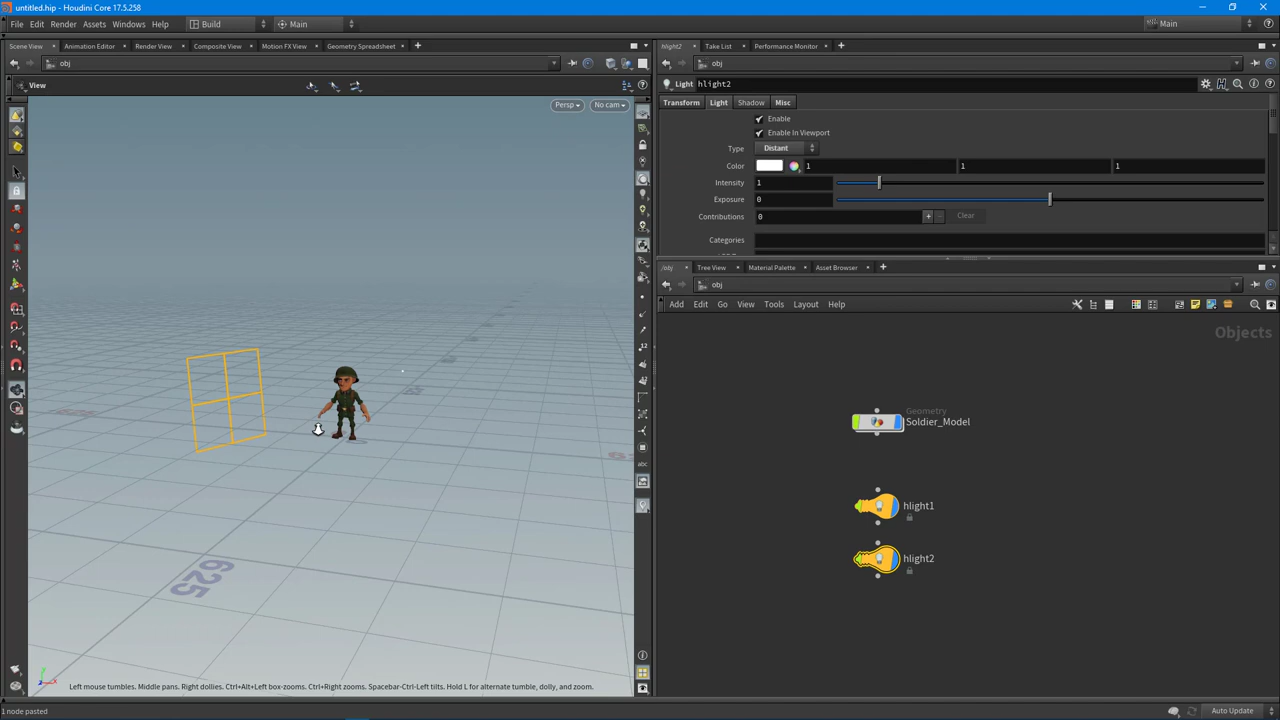 untitled.hip - Houdini Core 17.5.258
File Edit Render Assets Windows Help Build Main Main
Scene View Animation Editor Render View Composite View Motion FX View Geometry Spreadsheet
obj
View
Persp No cam
625
12
abc
Left mouse tumbles. Middle pans. Right dollies. Ctrl+Alt+Left box-zooms. Ctrl+Right zooms. Spacebar-Ctrl-Left tilts. Hold L for alternate tumble, dolly, and zoom.
hlight2 Take List Performance Monitor
obj
Light hlight2
Transform Light Shadow Misc
Enable
Enable In Viewport
Type Distant
Color 1 1 1
Intensity 1
Exposure 0
Contributions 0 Clear
Categories
/obj Tree View Material Palette Asset Browser
obj
Add Edit Go View Tools Layout Help
Objects
Geometry
Soldier_Model
hlight1
hlight2
1 node pasted
Auto Update